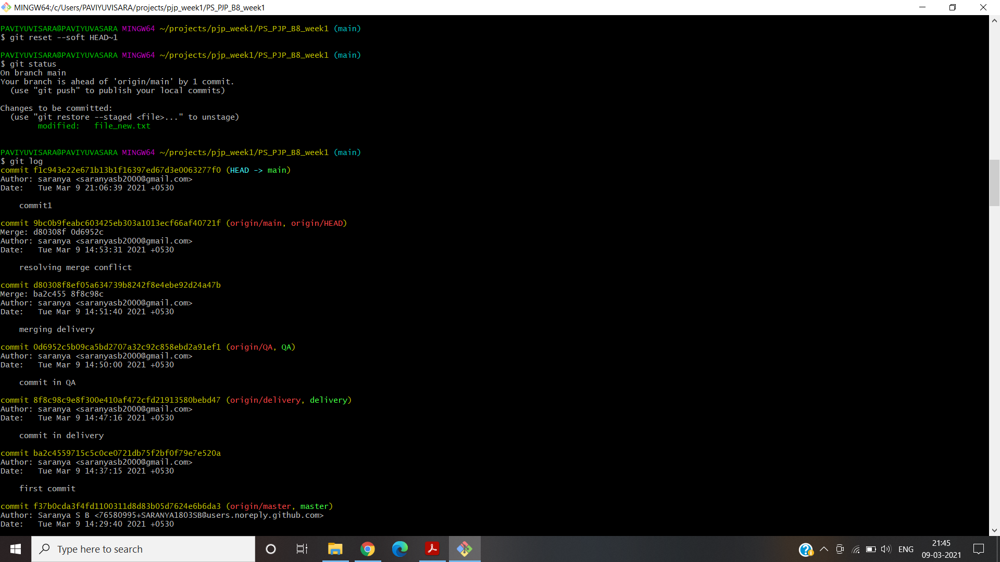 MINGW64:/c/Users/PAVIYUVISARA/projects/pjp_week1/PS_PJP_B8_week1
PAVIYUVISARA@PAVIYUVASARA MINGW64 ~/projects/pjp_week1/PS_PJP_B8_week1 (main)
$ git reset --soft HEAD~1
PAVIYUVISARA@PAVIYUVASARA MINGW64 ~/projects/pjp_week1/PS_PJP_B8_week1 (main)
$ git status
On branch main
Your branch is ahead of 'origin/main' by 1 commit.
  (use "git push" to publish your local commits)
Changes to be committed:
  (use "git restore --staged <file>..." to unstage)
        modified:   file_new.txt
PAVIYUVISARA@PAVIYUVASARA MINGW64 ~/projects/pjp_week1/PS_PJP_B8_week1 (main)
$ git log
commit f1c943e22e671b13b1f16397ed67d3e0063277f0 (HEAD -> main)
Author: saranya <saranyasb2000@gmail.com>
Date:   Tue Mar 9 21:06:39 2021 +0530
    commit1
commit 9bc0b9feabc603425eb303a1013ecf66af40721f (origin/main, origin/HEAD)
Merge: d80308f 0d6952c
Author: saranya <saranyasb2000@gmail.com>
Date:   Tue Mar 9 14:53:31 2021 +0530
    resolving merge conflict
commit d80308f8ef05a634739b8242f8e4ebe92d24a47b
Merge: ba2c455 8f8c98c
Author: saranya <saranyasb2000@gmail.com>
Date:   Tue Mar 9 14:51:40 2021 +0530
    merging delivery
commit 0d6952c5b09ca5bd2707a32c92c858ebd2a91ef1 (origin/QA, QA)
Author: saranya <saranyasb2000@gmail.com>
Date:   Tue Mar 9 14:50:00 2021 +0530
    commit in QA
commit 8f8c98c9e8f300e410af472cfd21913580bebd47 (origin/delivery, delivery)
Author: saranya <saranyasb2000@gmail.com>
Date:   Tue Mar 9 14:47:16 2021 +0530
    commit in delivery
commit ba2c4559715c5c0ce0721db75f2bf0f79e7e520a
Author: saranya <saranyasb2000@gmail.com>
Date:   Tue Mar 9 14:37:15 2021 +0530
    first commit
commit f37b0cda3f4fd1100311d8d83b05d7624e6b6da3 (origin/master, master)
Author: Saranya S B <76580995+SARANYA1803SB@users.noreply.github.com>
Date:   Tue Mar 9 14:29:40 2021 +0530
Type here to search
ENG
21:45
09-03-2021